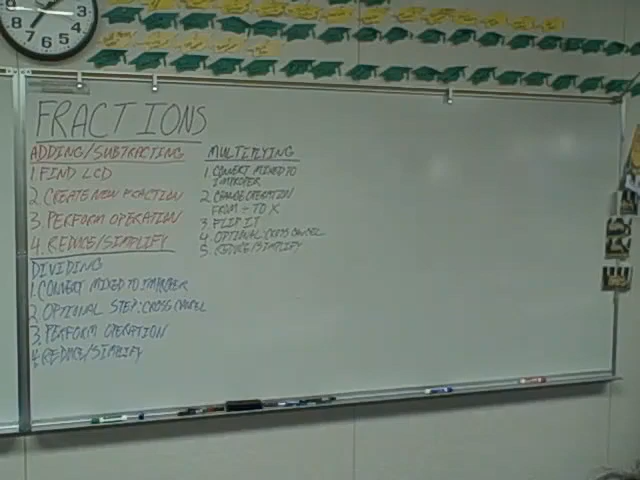 FRACTIONS
ADDING/SUBTRACTING
1. FIND LCD
2. CREATE NEW FRACTION
3. PERFORM OPERATION
4. REDUCE/SIMPLIFY
DIVIDING
1. CONVERT MIXED TO IMPROPER
2. OPTIONAL STEP: CROSS CANCEL
3. PERFORM OPERATION
4. REDUCE/SIMPLIFY
MULTIPLYING
1. CONVERT MIXED TO
IMPROPER
2. CHANGE OPERATION
FROM ÷ TO X
3. FLIP IT
4. OPTIONAL: CROSS CANCEL
5. REDUCE/SIMPLIFY
9
3
8
4
7
6
5